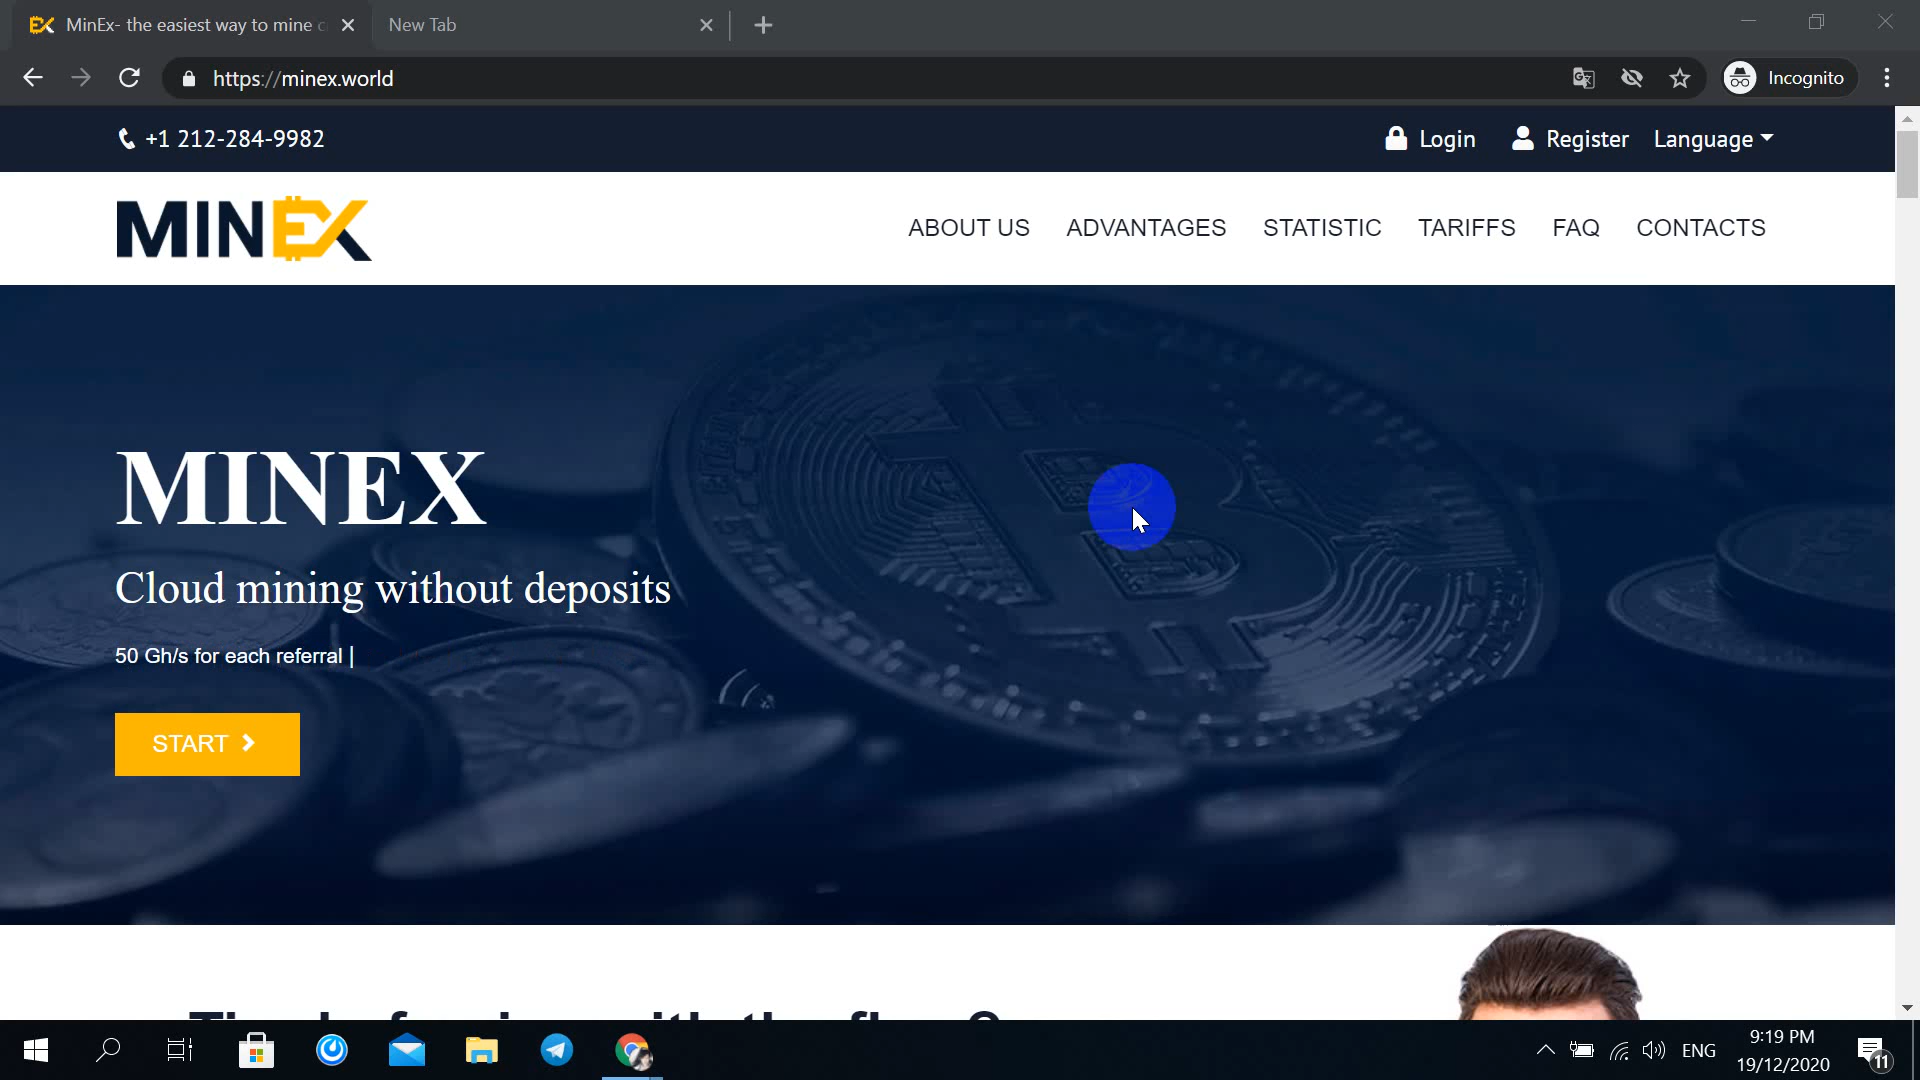 MinEx- the easiest way to mine
New Tab
https://minex.world
Incognito
+1 212-284-9982
Login
Register
Language
MINEX
ABOUT US
ADVANTAGES
STATISTIC
TARIFFS
FAQ
CONTACTS
MINEX
Cloud mining without deposits
50 Gh/s for each referral
START
ENG
9:19 PM
19/12/2020
11